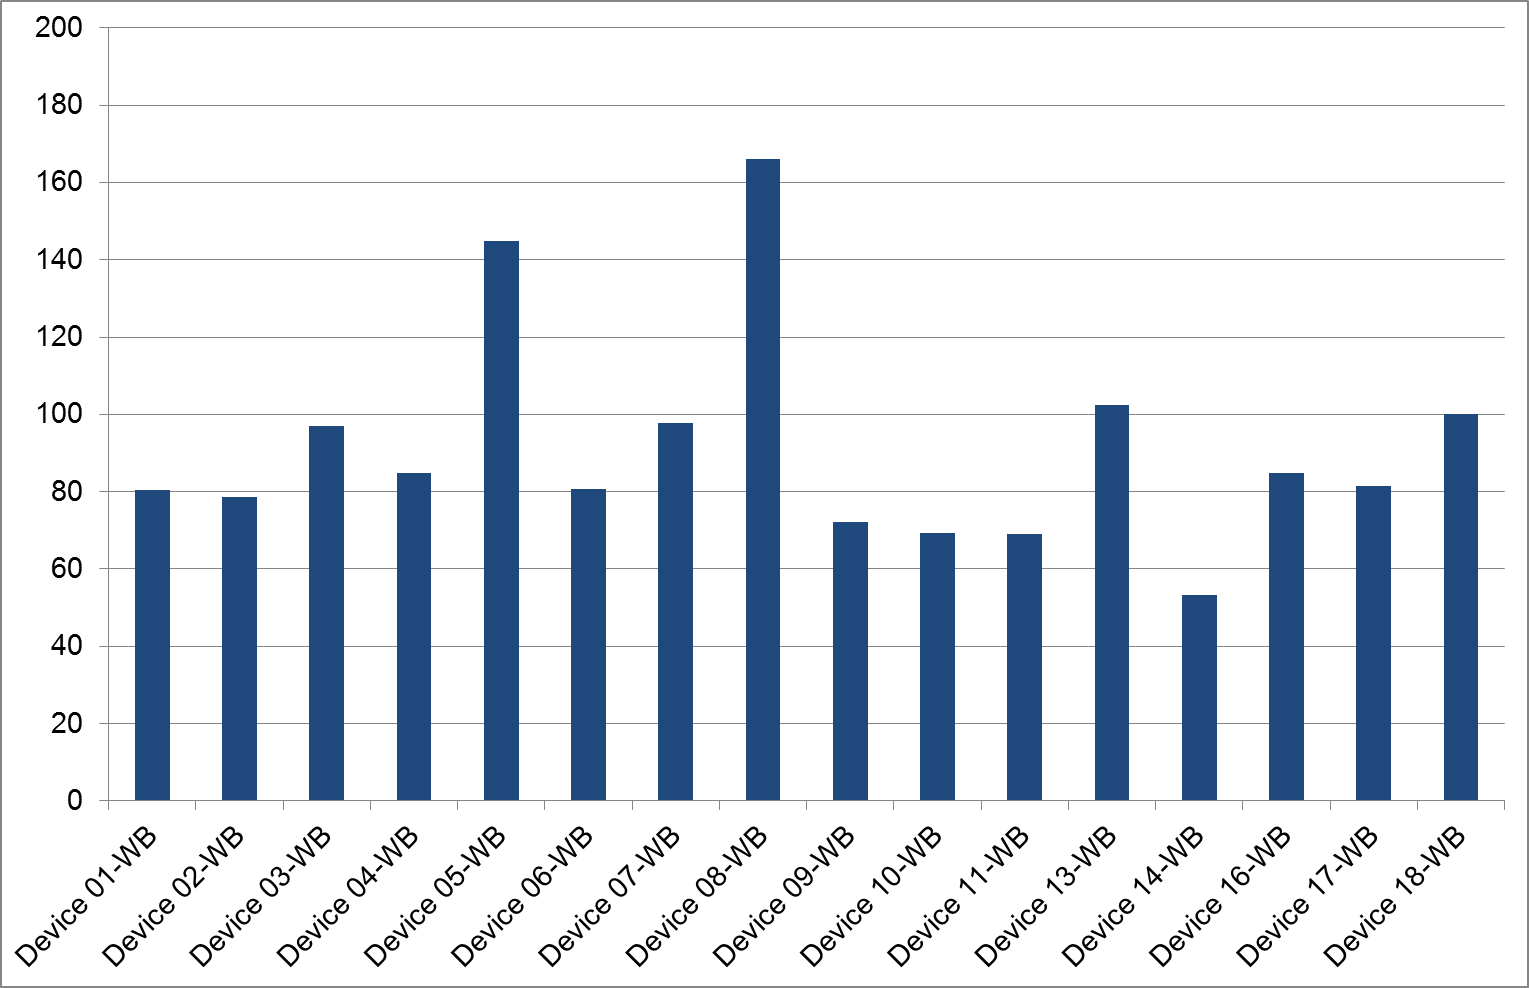 200
180
160
140
120
100
80
60
40
20
0
Device 01-WB
Device 02-WB
Device 03-WB
Device 04-WB
Device 05-WB
Device 06-WB
Device 07-WB
Device 08-WB
Device 09-WB
Device 10-WB
Device 11-WB
Device 13-WB
Device 14-WB
Device 16-WB
Device 17-WB
Device 18-WB